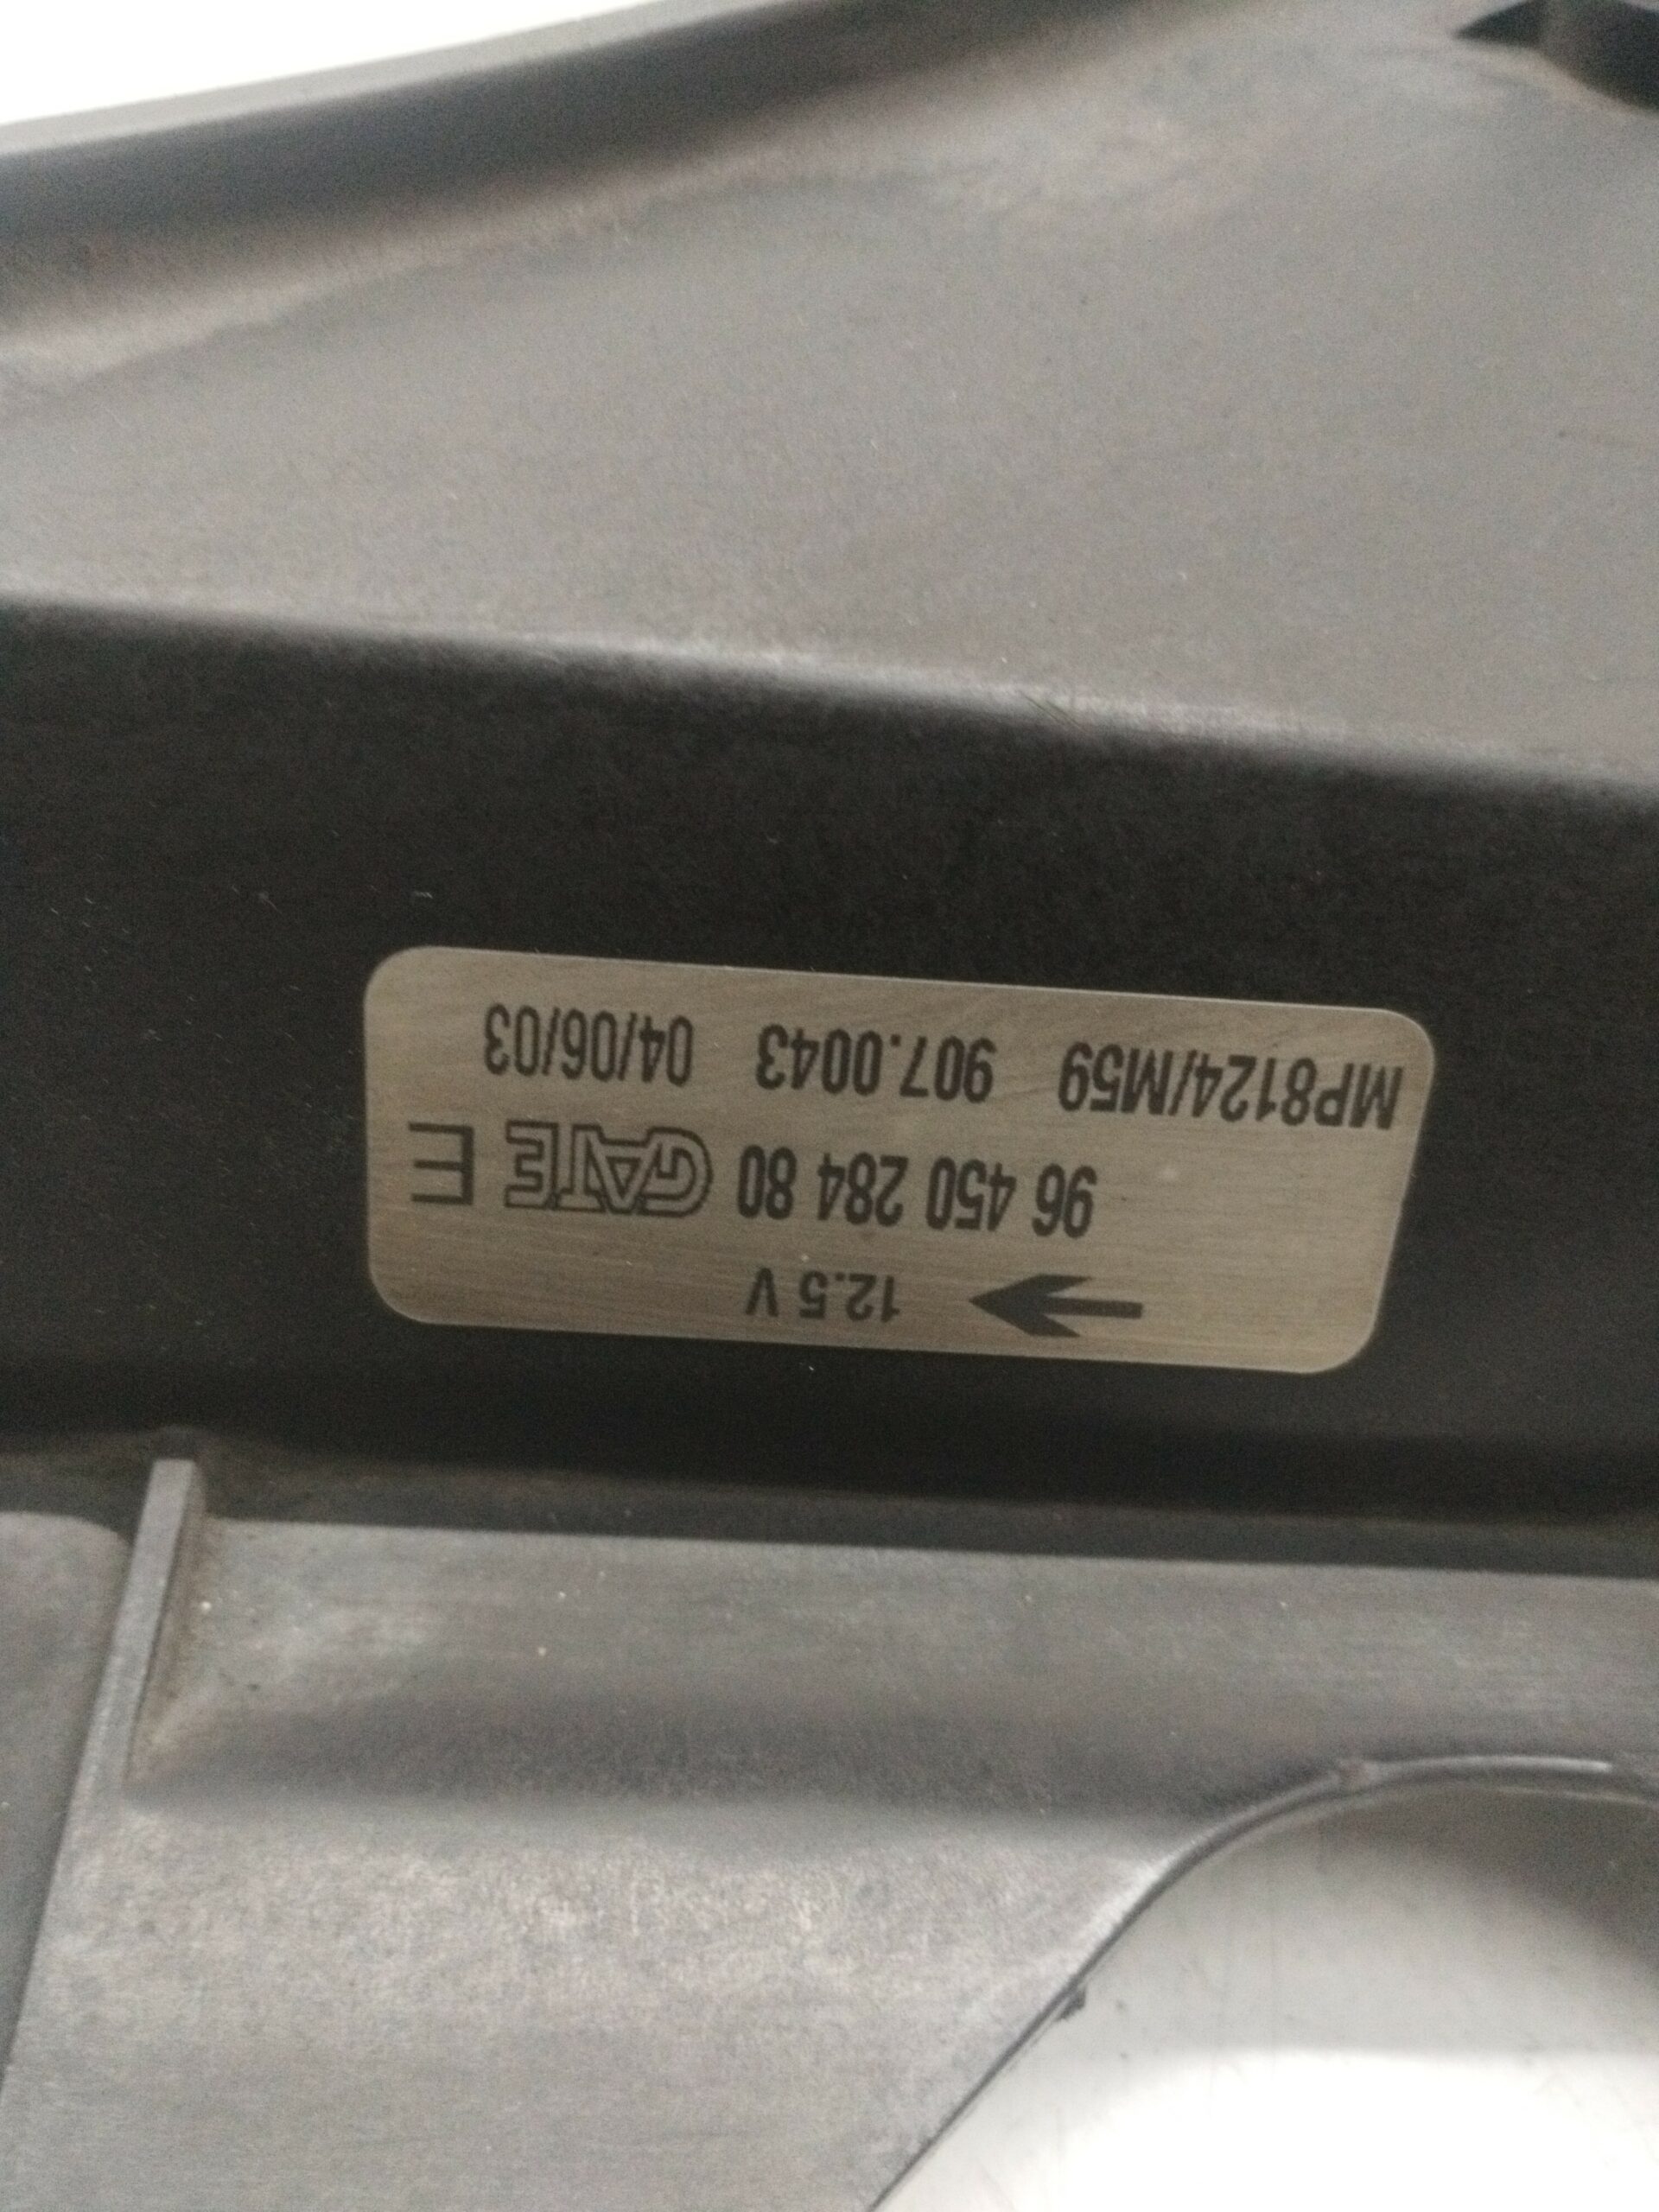 12.5 V
96 450 284 80 GATE E
MP8124/M59 907.0043 04/06/03